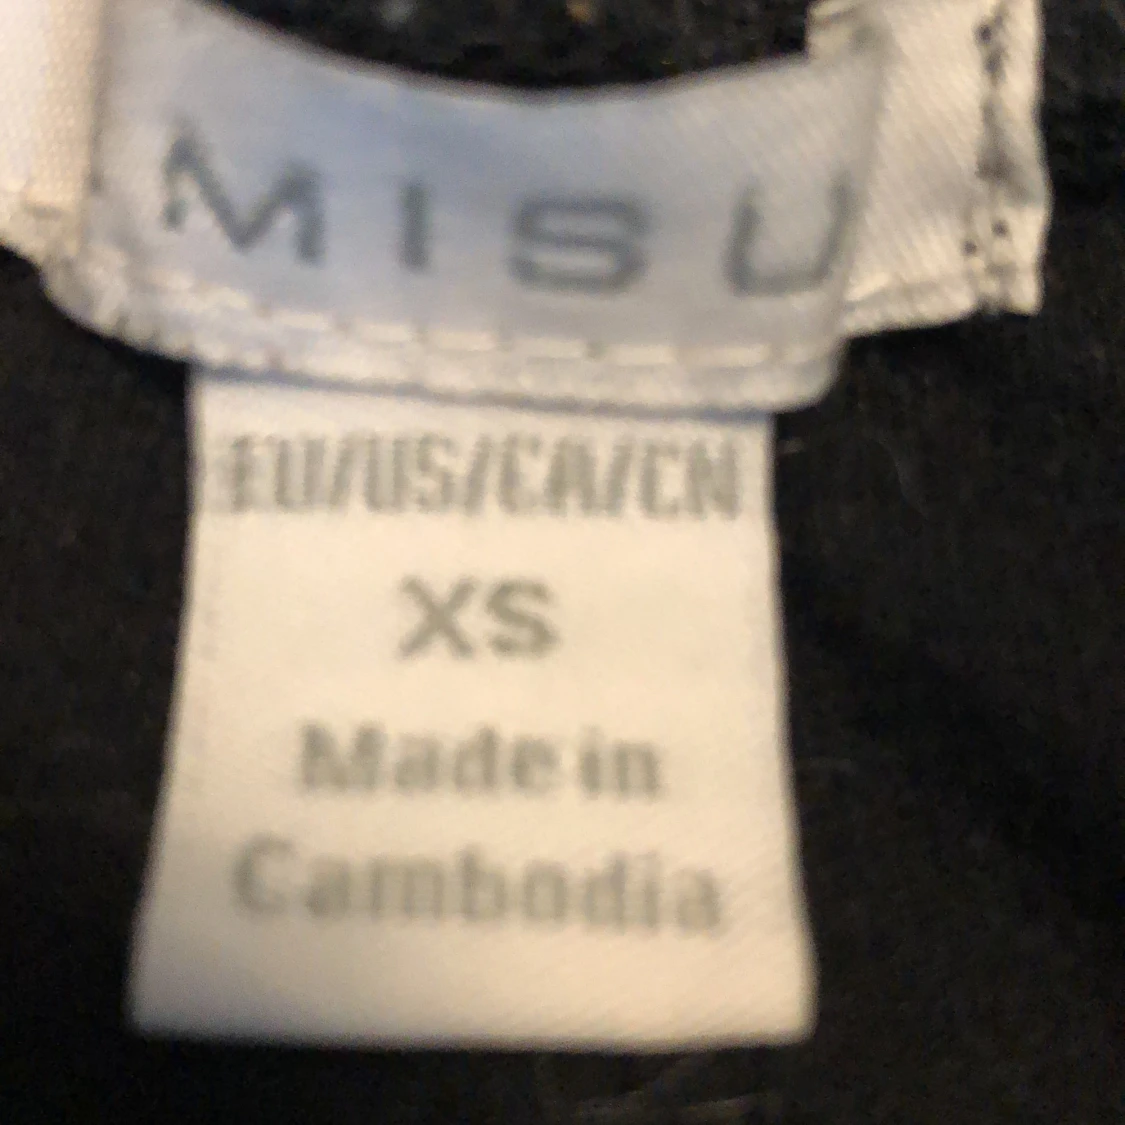 MISU
EU/US/CA/CN
XS
Made in
Cambodia